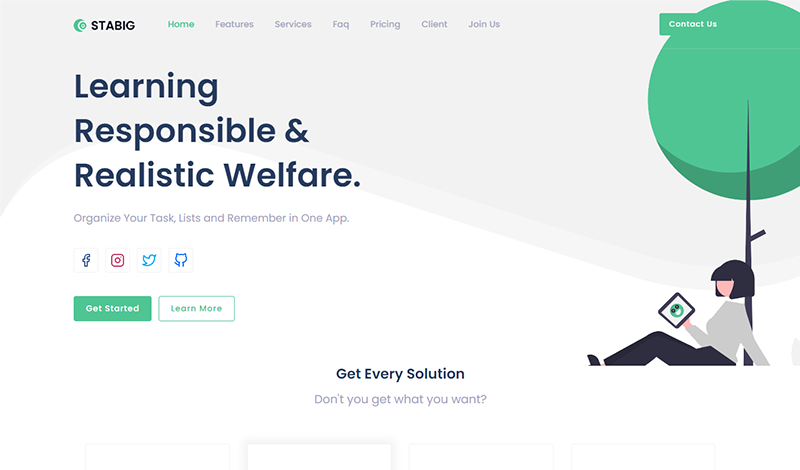 STABIG Home Features Services Faq Pricing Client Join Us Contact Us
Learning
Responsible &
Realistic Welfare.
Organize Your Task, Lists and Remember in One App.
Get Started Learn More
Get Every Solution
Don't you get what you want?